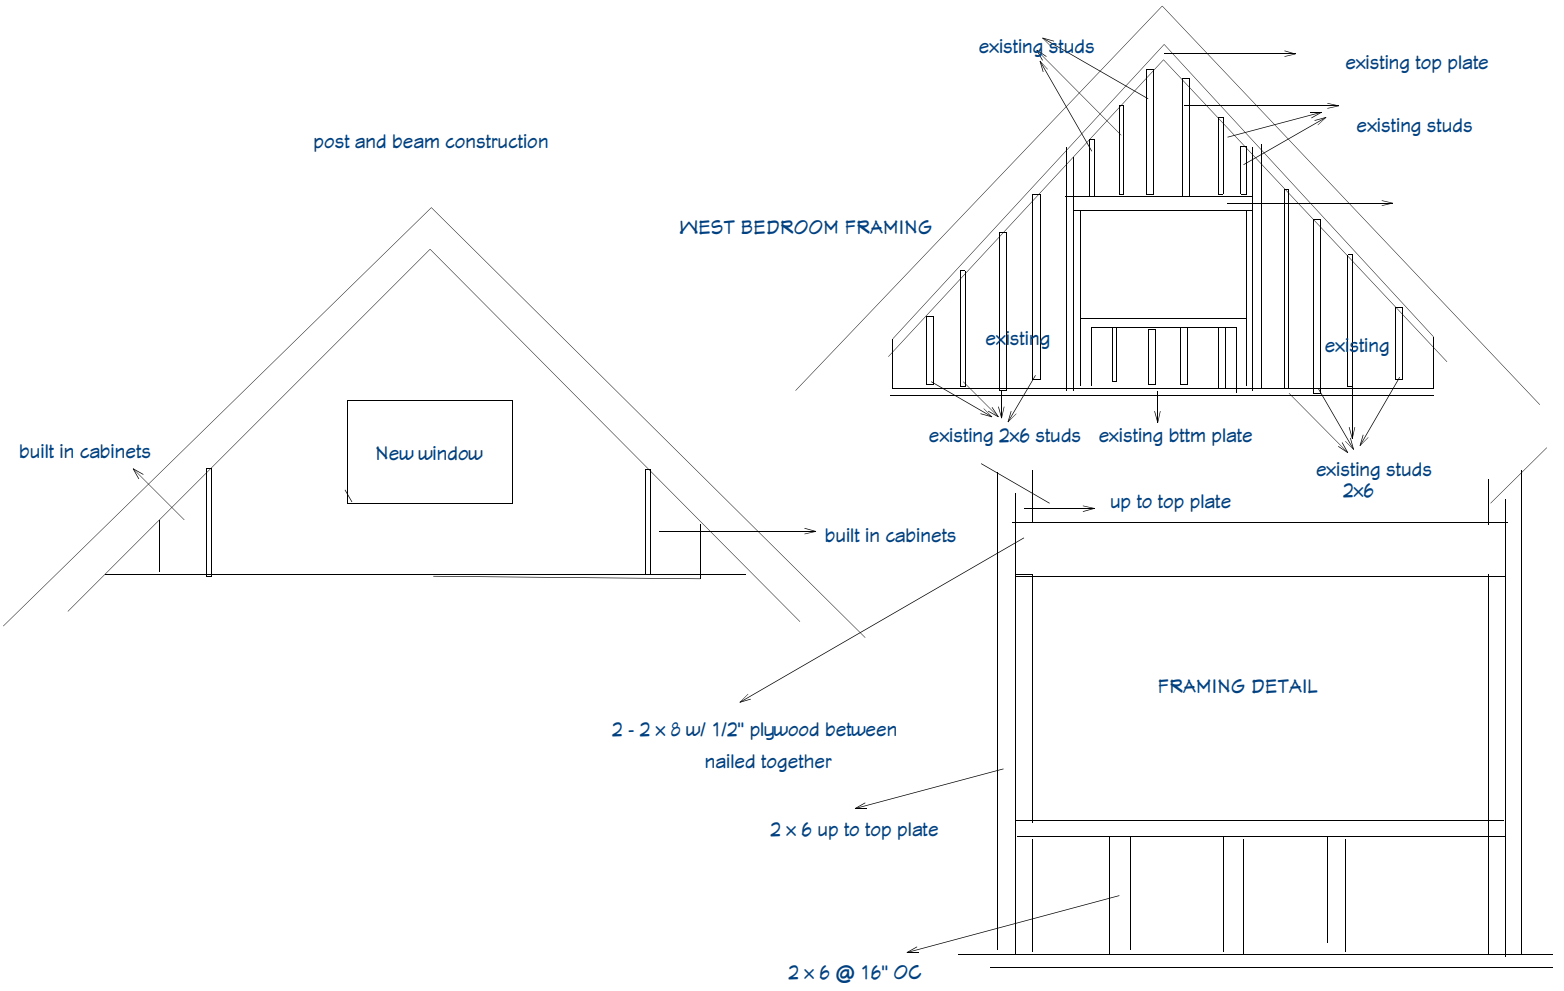 existing studs
existing top plate
existing studs
post and beam construction
WEST BEDROOM FRAMING
existing
existing
existing 2x6 studs
existing bttm plate
built in cabinets
New window
existing studs
2x6
up to top plate
built in cabinets
FRAMING DETAIL
2 - 2 x 8 w/ 1/2" plywood between
nailed together
2 x 6 up to top plate
2 x 6 @ 16" OC